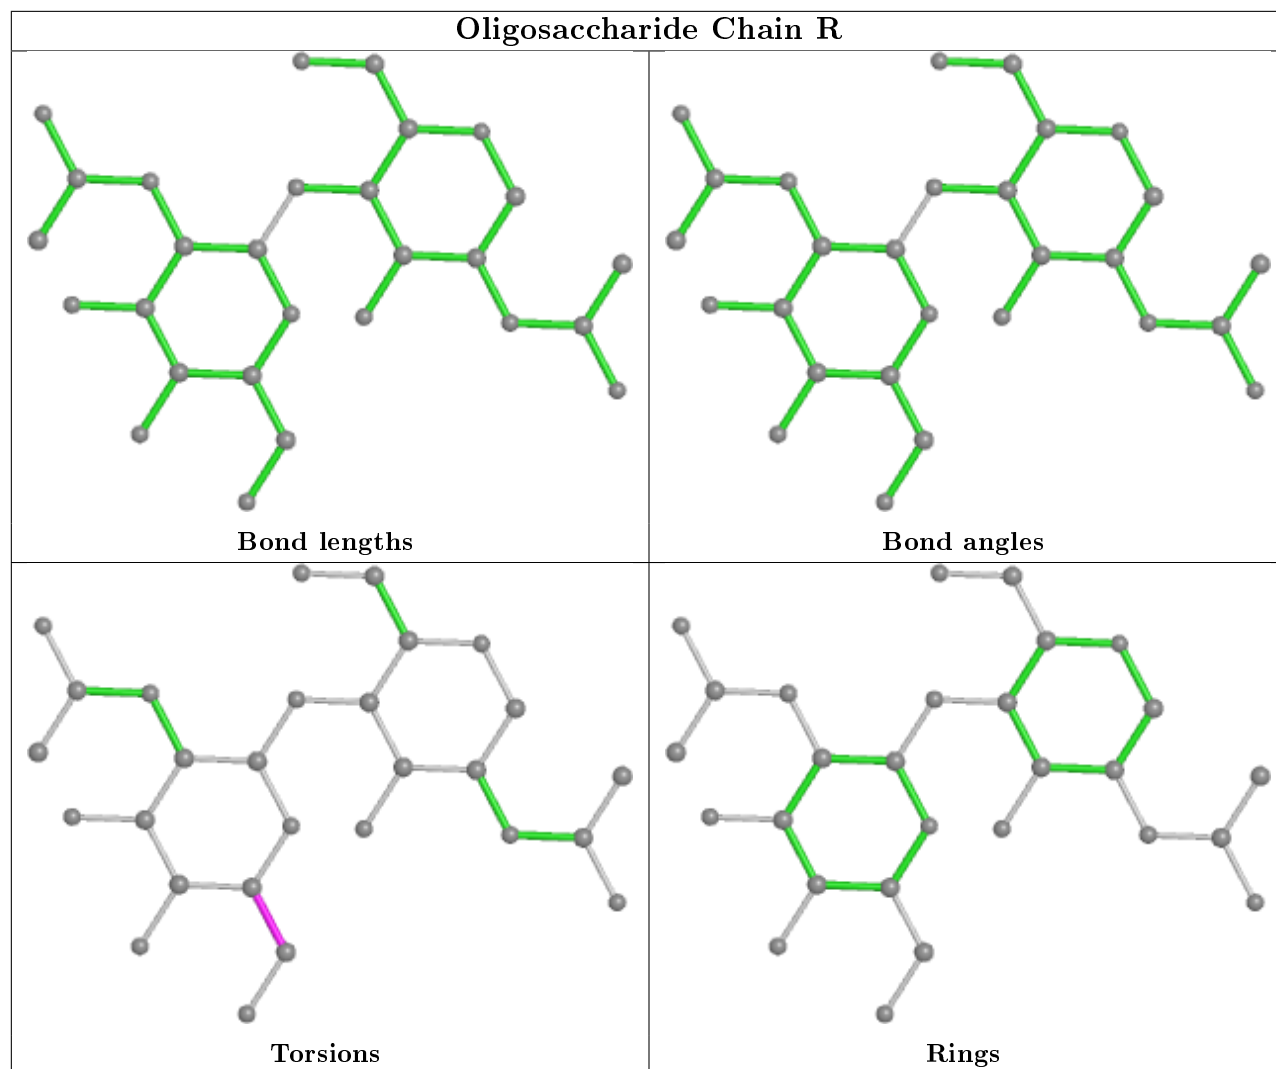 Oligosaccharide Chain R
Bond lengths
Bond angles
Torsions
Rings